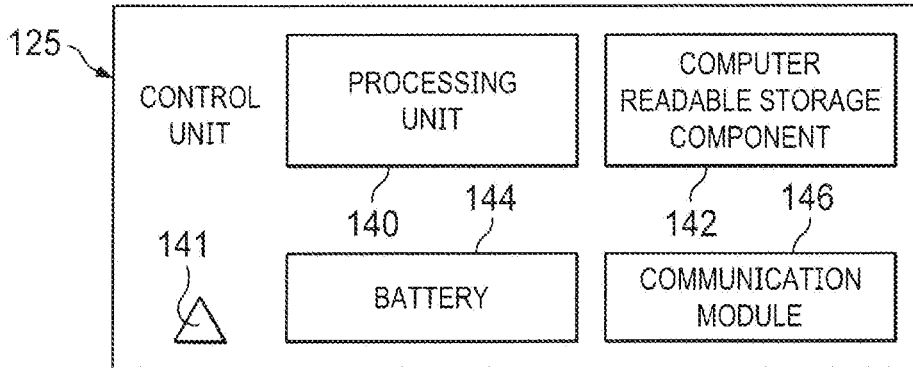 125
CONTROL
UNIT
PROCESSING
UNIT
COMPUTER
READABLE STORAGE
COMPONENT
140
144
142
146
141
BATTERY
COMMUNICATION
MODULE